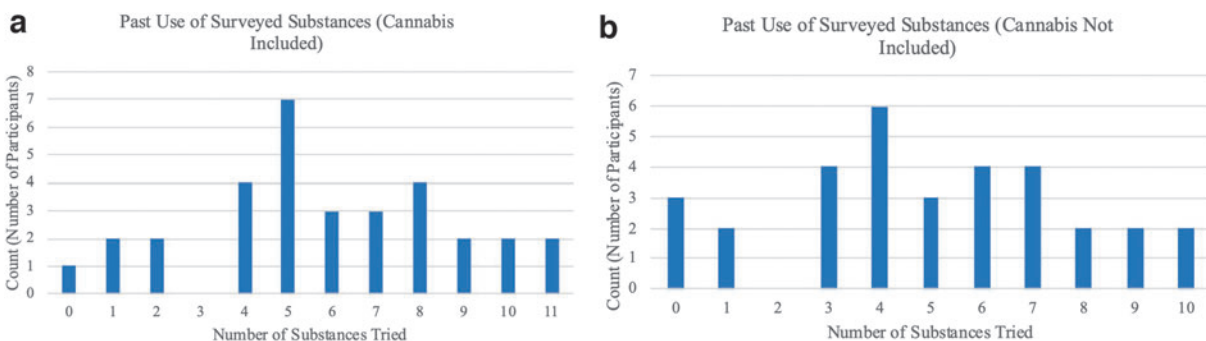 a
Past Use of Surveyed Substances (Cannabis
Included)
Count (Number of Participants)
8
7
6
5
4
3
2
1
0
0 1 2 3 4 5 6 7 8 9 10 11
Number of Substances Tried
b
Past Use of Surveyed Substances (Cannabis Not
Included)
Count (Number of Participants)
7
6
5
4
3
2
1
0
0 1 2 3 4 5 6 7 8 9 10
Number of Substances Tried